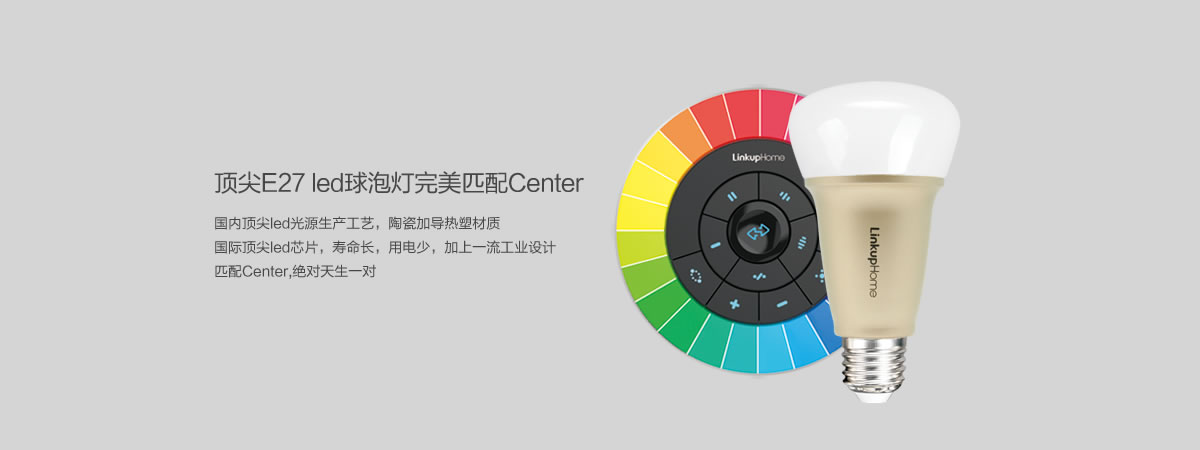 顶尖E27 led球泡灯完美匹配Center
国内顶尖led光源生产工艺，陶瓷加导热塑材质
国际顶尖led芯片，寿命长，用电少，加上一流工业设计
匹配Center,绝对天生一对
LinkupHome
LinkupHome